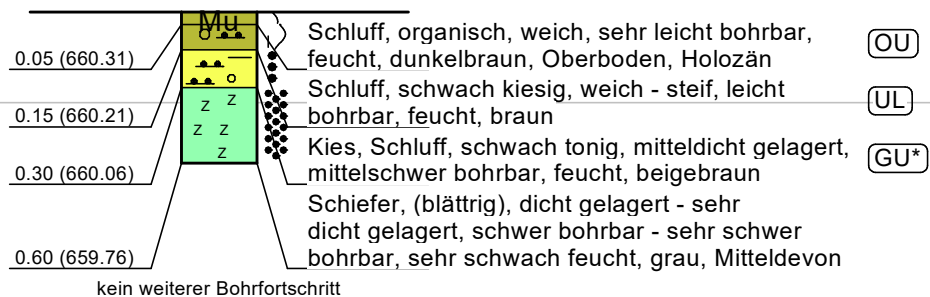 Mu
Schluff, organisch, weich, sehr leicht bohrbar,
OU
0.05 (660.31)
feucht, dunkelbraun, Oberboden, Holozän
Schluff, schwach kiesig, weich - steif, leicht
UL
0.15 (660.21)
bohrbar, feucht, braun
Kies, Schluff, schwach tonig, mitteldicht gelagert,
GU*
0.30 (660.06)
mittelschwer bohrbar, feucht, beigebraun
Schiefer, (blättrig), dicht gelagert - sehr
dicht gelagert, schwer bohrbar - sehr schwer
0.60 (659.76)
bohrbar, sehr schwach feucht, grau, Mitteldevon
z z
z z
z
kein weiterer Bohrfortschritt